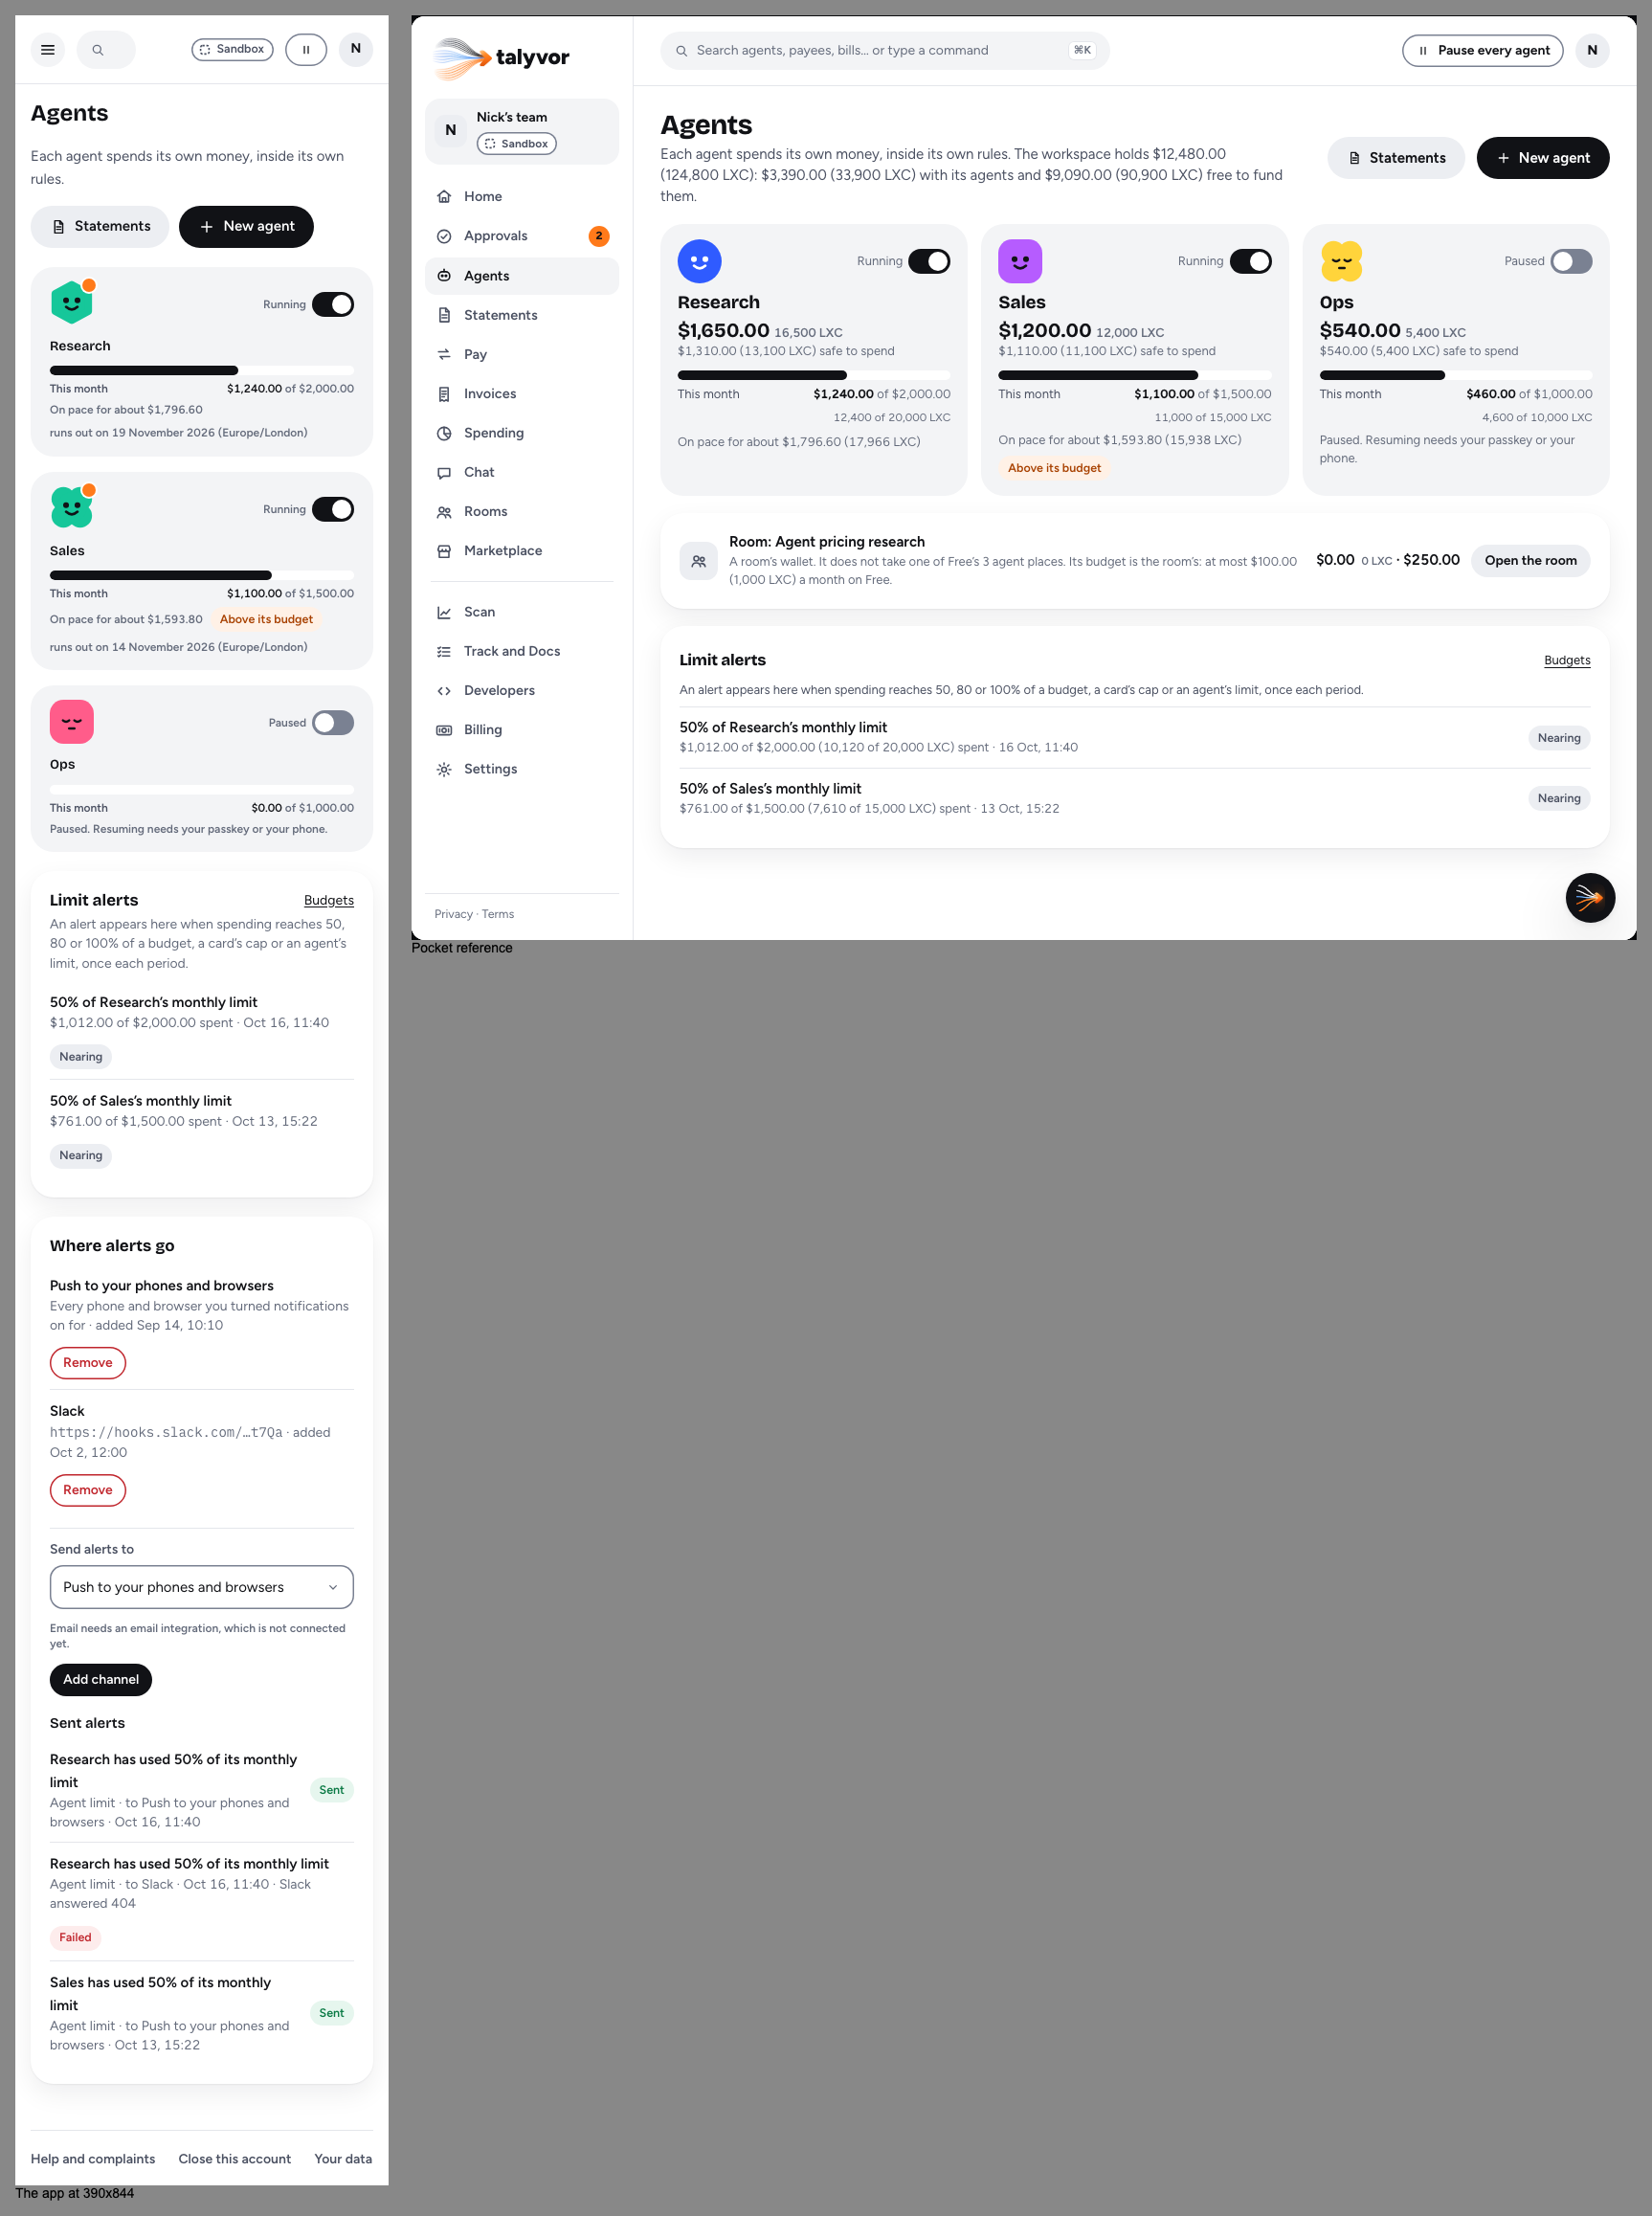 Sandbox
N
Agents
Each agent spends its own money, inside its own
rules.
Statements
New agent
Running
Research
This month
$1,240.00 of $2,000.00
On pace for about $1,796.60
runs out on 19 November 2026 (Europe/London)
Running
Sales
This month
$1,100.00 of $1,500.00
On pace for about $1,593.80
Above its budget
runs out on 14 November 2026 (Europe/London)
Paused
Ops
This month
$0.00 of $1,000.00
Paused. Resuming needs your passkey or your phone.
Limit alerts
Budgets
An alert appears here when spending reaches 50,
80 or 100% of a budget, a card's cap or an agent's
limit, once each period.
50% of Research's monthly limit
$1,012.00 of $2,000.00 spent · Oct 16, 11:40
Nearing
50% of Sales's monthly limit
$761.00 of $1,500.00 spent · Oct 13, 15:22
Nearing
Where alerts go
Push to your phones and browsers
Every phone and browser you turned notifications
on for · added Sep 14, 10:10
Remove
Slack
https://hooks.slack.com/…t7Qa · added
Oct 2, 12:00
Remove
Send alerts to
Push to your phones and browsers
Email needs an email integration, which is not connected
yet.
Add channel
Sent alerts
Research has used 50% of its monthly
limit
Agent limit · to Push to your phones and
browsers · Oct 16, 11:40
Sent
Research has used 50% of its monthly limit
Agent limit · to Slack · Oct 16, 11:40 · Slack
answered 404
Failed
Sales has used 50% of its monthly
limit
Agent limit · to Push to your phones and
browsers · Oct 13, 15:22
Sent
Help and complaints
Close this account
Your data
The app at 390x844
talyvor
N
Nick's team
Sandbox
Home
Approvals
2
Agents
Statements
Pay
Invoices
Spending
Chat
Rooms
Marketplace
Scan
Track and Docs
Developers
Billing
Settings
Privacy · Terms
Search agents, payees, bills… or type a command
⌘K
Pause every agent
N
Agents
Each agent spends its own money, inside its own rules. The workspace holds $12,480.00
(124,800 LXC): $3,390.00 (33,900 LXC) with its agents and $9,090.00 (90,900 LXC) free to fund
them.
Statements
New agent
Running
Research
$1,650.00 16,500 LXC
$1,310.00 (13,100 LXC) safe to spend
This month
$1,240.00 of $2,000.00
12,400 of 20,000 LXC
On pace for about $1,796.60 (17,966 LXC)
Running
Sales
$1,200.00 12,000 LXC
$1,110.00 (11,100 LXC) safe to spend
This month
$1,100.00 of $1,500.00
11,000 of 15,000 LXC
On pace for about $1,593.80 (15,938 LXC)
Above its budget
Paused
Ops
$540.00 5,400 LXC
$540.00 (5,400 LXC) safe to spend
This month
$460.00 of $1,000.00
4,600 of 10,000 LXC
Paused. Resuming needs your passkey or your
phone.
Room: Agent pricing research
A room's wallet. It does not take one of Free's 3 agent places. Its budget is the room's: at most $100.00
(1,000 LXC) a month on Free.
$0.00 0 LXC · $250.00
Open the room
Limit alerts
Budgets
An alert appears here when spending reaches 50, 80 or 100% of a budget, a card's cap or an agent's limit, once each period.
50% of Research's monthly limit
$1,012.00 of $2,000.00 (10,120 of 20,000 LXC) spent · 16 Oct, 11:40
Nearing
50% of Sales's monthly limit
$761.00 of $1,500.00 (7,610 of 15,000 LXC) spent · 13 Oct, 15:22
Nearing
Pocket reference